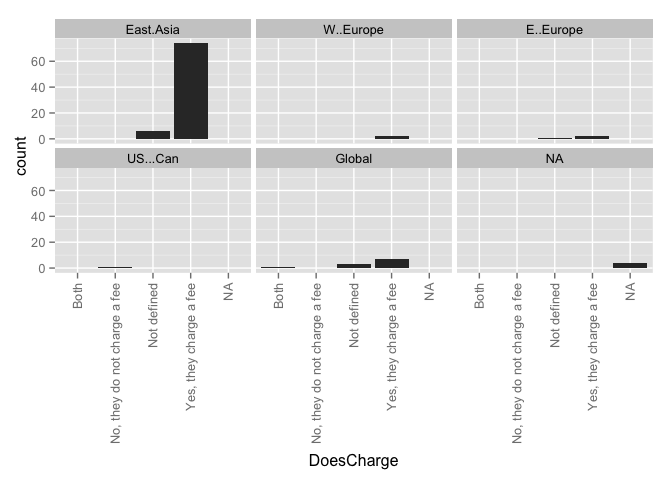 East.Asia
W..Europe
E..Europe
60
40
20
0
US...Can
Global
NA
60
40
20
0
count
Both
No, they do not charge a fee
Not defined
Yes, they charge a fee
NA
Both
No, they do not charge a fee
Not defined
Yes, they charge a fee
NA
Both
No, they do not charge a fee
Not defined
Yes, they charge a fee
NA
DoesCharge